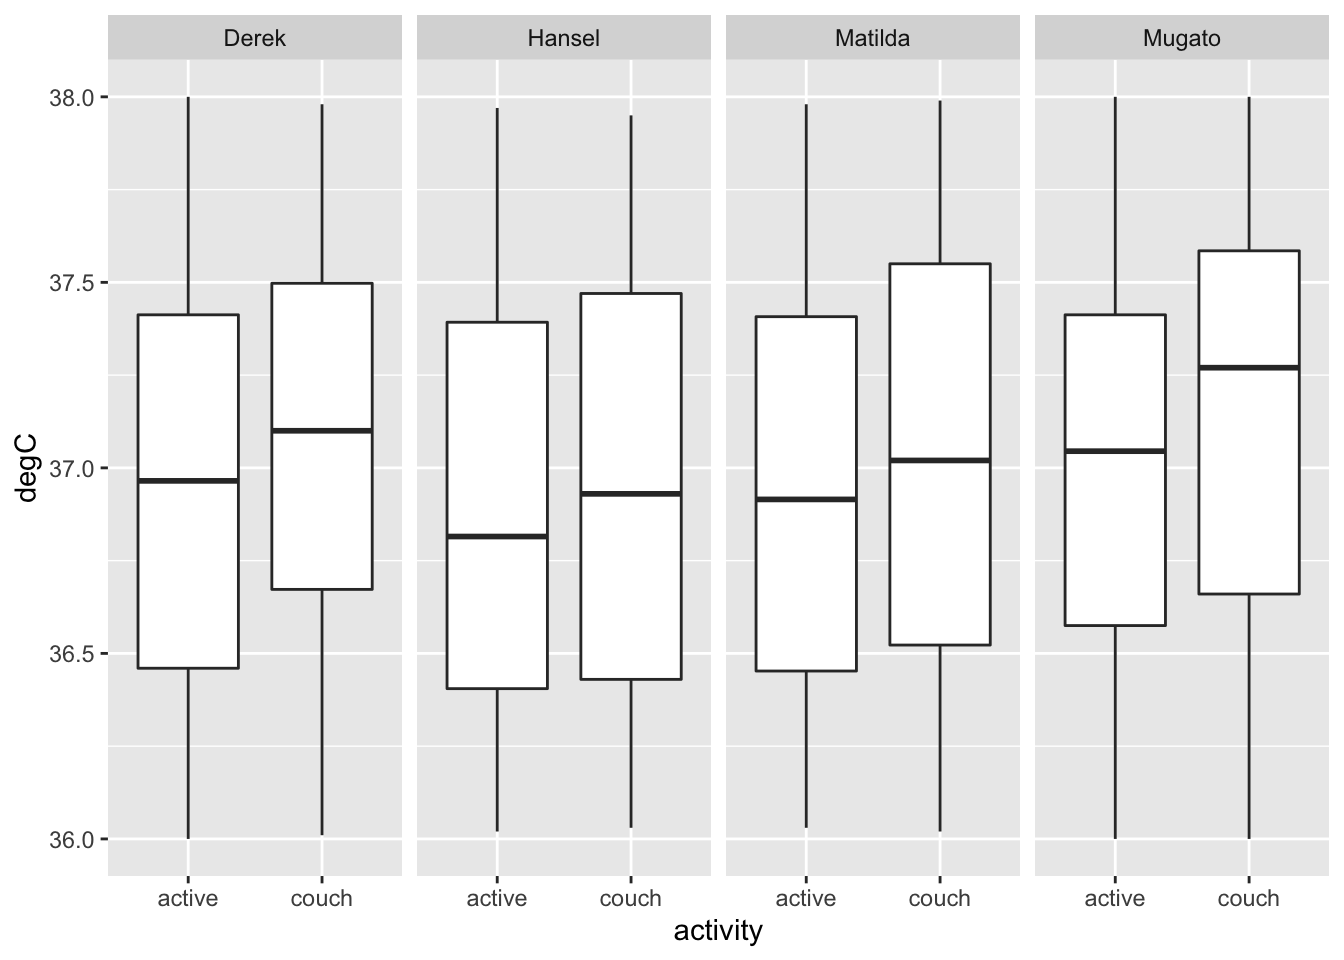 Derek Hansel Matilda Mugato
38.0
37.5
37.0
36.5
36.0
degC
active couch active couch active couch active couch
activity